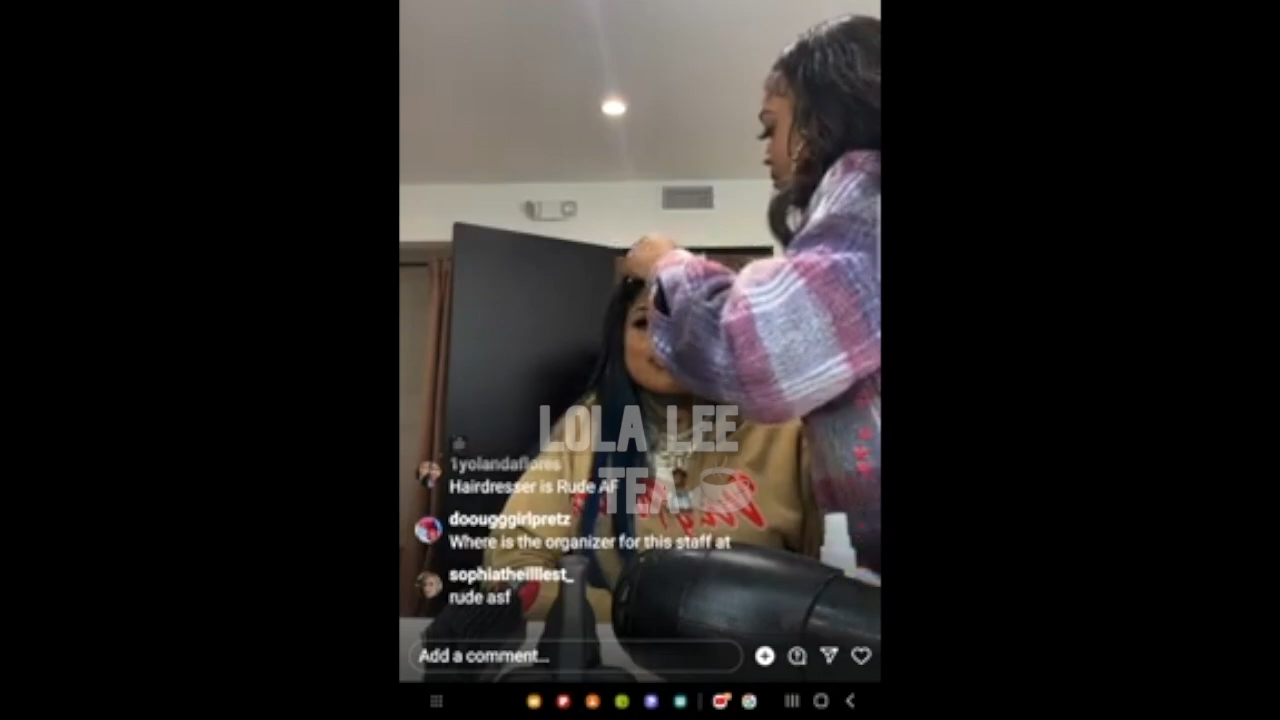 LOLA LEE
TEA
1yolandaflores
Hairdresser is Rude AF
doougggirlpretz
Where is the organizer for this staff at
sophiatheilllest_
rude asf
Add a comment...